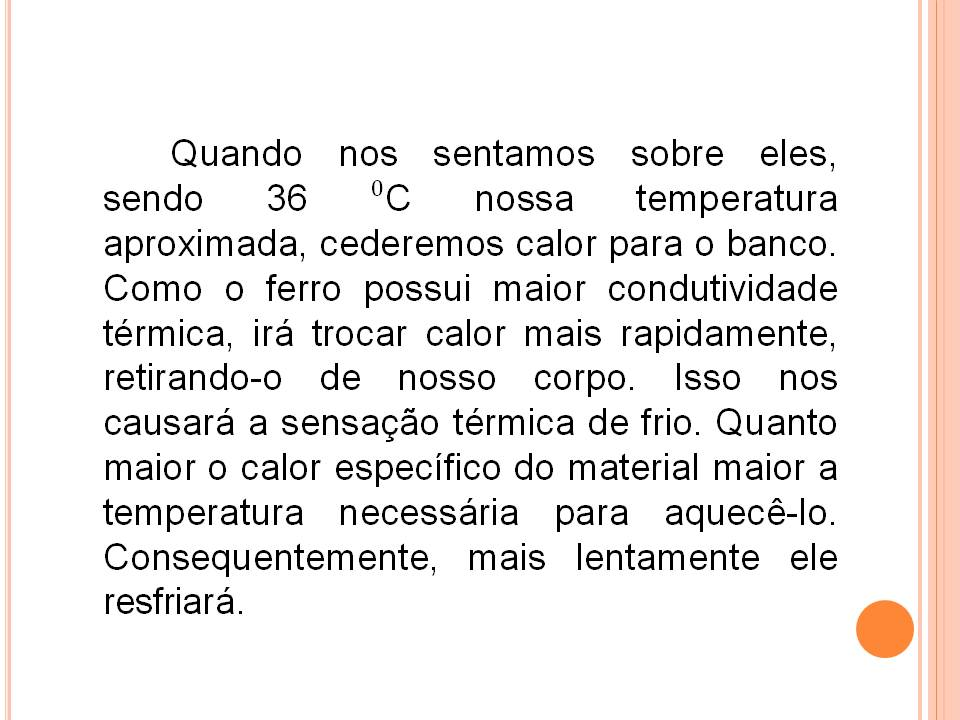 Quando nos sentamos sobre eles,
sendo 36 ⁰C nossa temperatura
aproximada, cederemos calor para o banco.
Como o ferro possui maior condutividade
térmica, irá trocar calor mais rapidamente,
retirando-o de nosso corpo. Isso nos
causará a sensação térmica de frio. Quanto
maior o calor específico do material maior a
temperatura necessária para aquecê-lo.
Consequentemente, mais lentamente ele
resfriará.